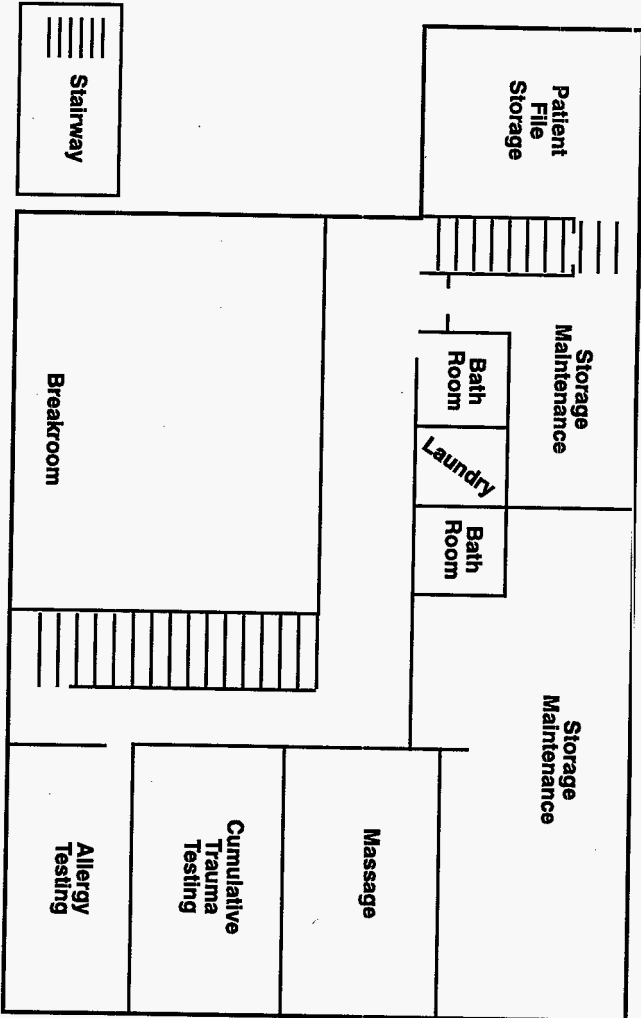 Patient
File
Storage
Storage
Maintenance
Storage
Maintenance
Stairway
Bath
Room
Laundry
Bath
Room
Breakroom
Massage
Cumulative
Trauma
Testing
Allergy
Testing